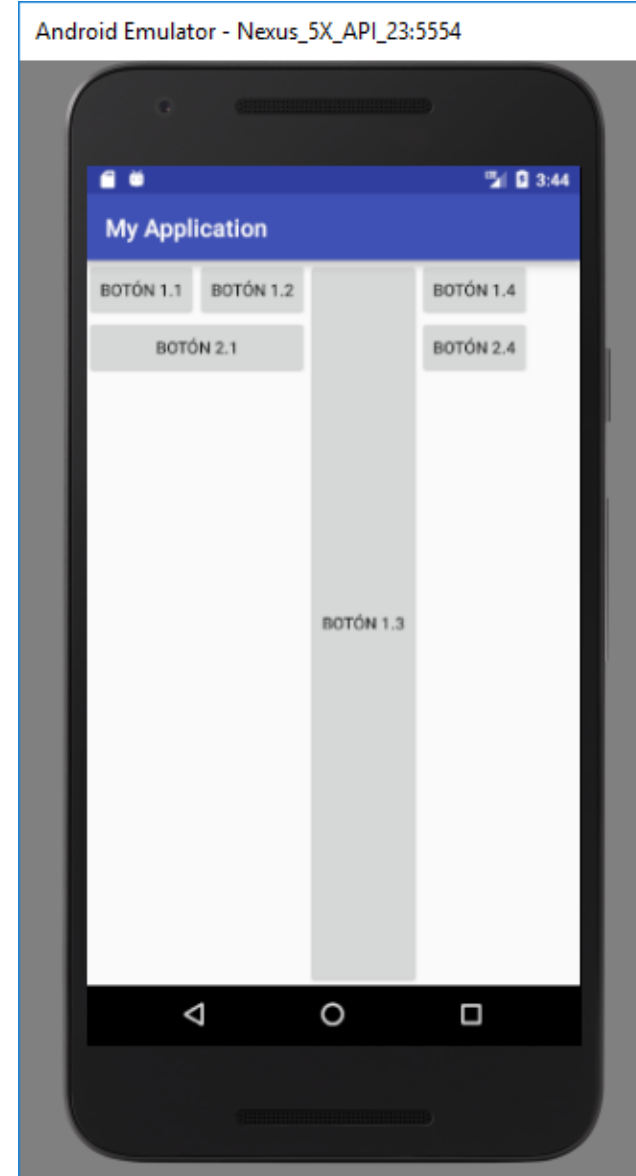 Android Emulator - Nexus_5X_API_23:5554
LTE 3:44
My Application
BOTÓN 1.1 BOTÓN 1.2 BOTÓN 1.4
BOTÓN 2.1 BOTÓN 2.4
BOTÓN 1.3